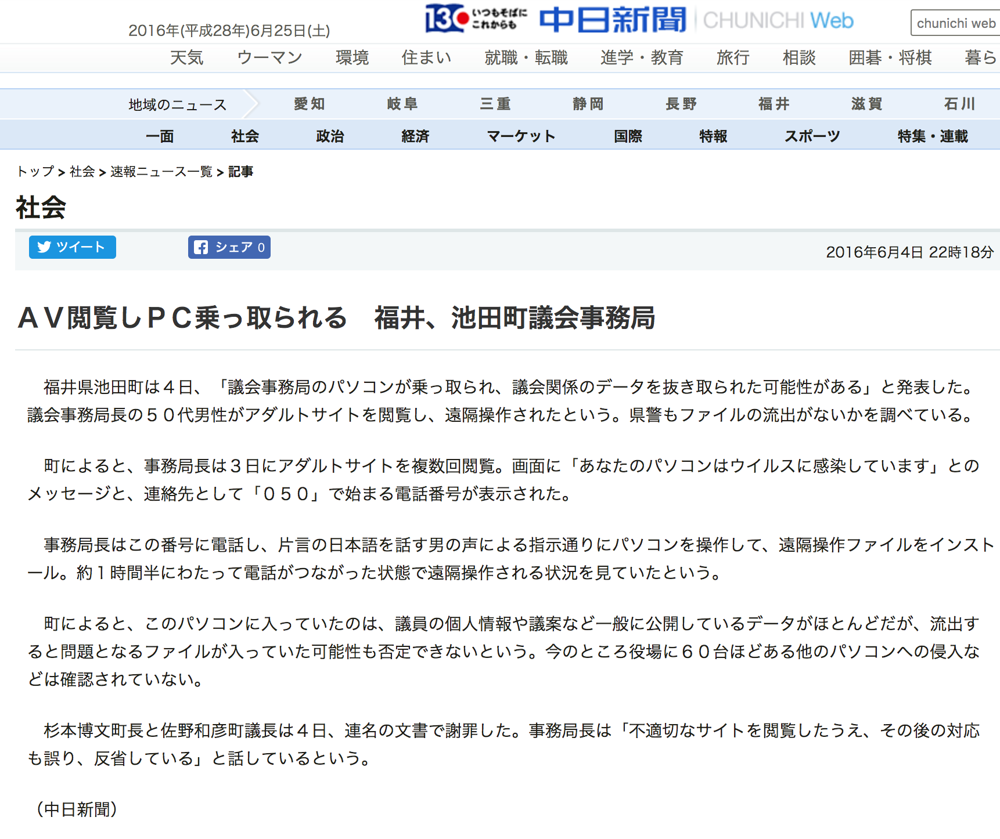 2016年(平成28年)6月25日(土)
130 いつもそばに これからも
中日新聞 CHUNICHI Web
chunichi web
天気 ウーマン 環境 住まい 就職・転職 進学・教育 旅行 相談 囲碁・将棋 暮ら
地域のニュース 愛知 岐阜 三重 静岡 長野 福井 滋賀 石川
一面 社会 政治 経済 マーケット 国際 特報 スポーツ 特集・連載
トップ > 社会 > 速報ニュース一覧 > 記事
社会
ツイート シェア 0 2016年6月4日 22時18分
ＡＶ閲覧しＰＣ乗っ取られる　福井、池田町議会事務局
　福井県池田町は４日、「議会事務局のパソコンが乗っ取られ、議会関係のデータを抜き取られた可能性がある」と発表した。
議会事務局長の５０代男性がアダルトサイトを閲覧し、遠隔操作されたという。県警もファイルの流出がないかを調べている。
　町によると、事務局長は３日にアダルトサイトを複数回閲覧。画面に「あなたのパソコンはウイルスに感染しています」との
メッセージと、連絡先として「０５０」で始まる電話番号が表示された。
　事務局長はこの番号に電話し、片言の日本語を話す男の声による指示通りにパソコンを操作して、遠隔操作ファイルをインスト
ール。約１時間半にわたって電話がつながった状態で遠隔操作される状況を見ていたという。
　町によると、このパソコンに入っていたのは、議員の個人情報や議案など一般に公開しているデータがほとんどだが、流出す
ると問題となるファイルが入っていた可能性も否定できないという。今のところ役場に６０台ほどある他のパソコンへの侵入な
どは確認されていない。
　杉本博文町長と佐野和彦町議長は４日、連名の文書で謝罪した。事務局長は「不適切なサイトを閲覧したうえ、その後の対応
も誤り、反省している」と話しているという。
（中日新聞）